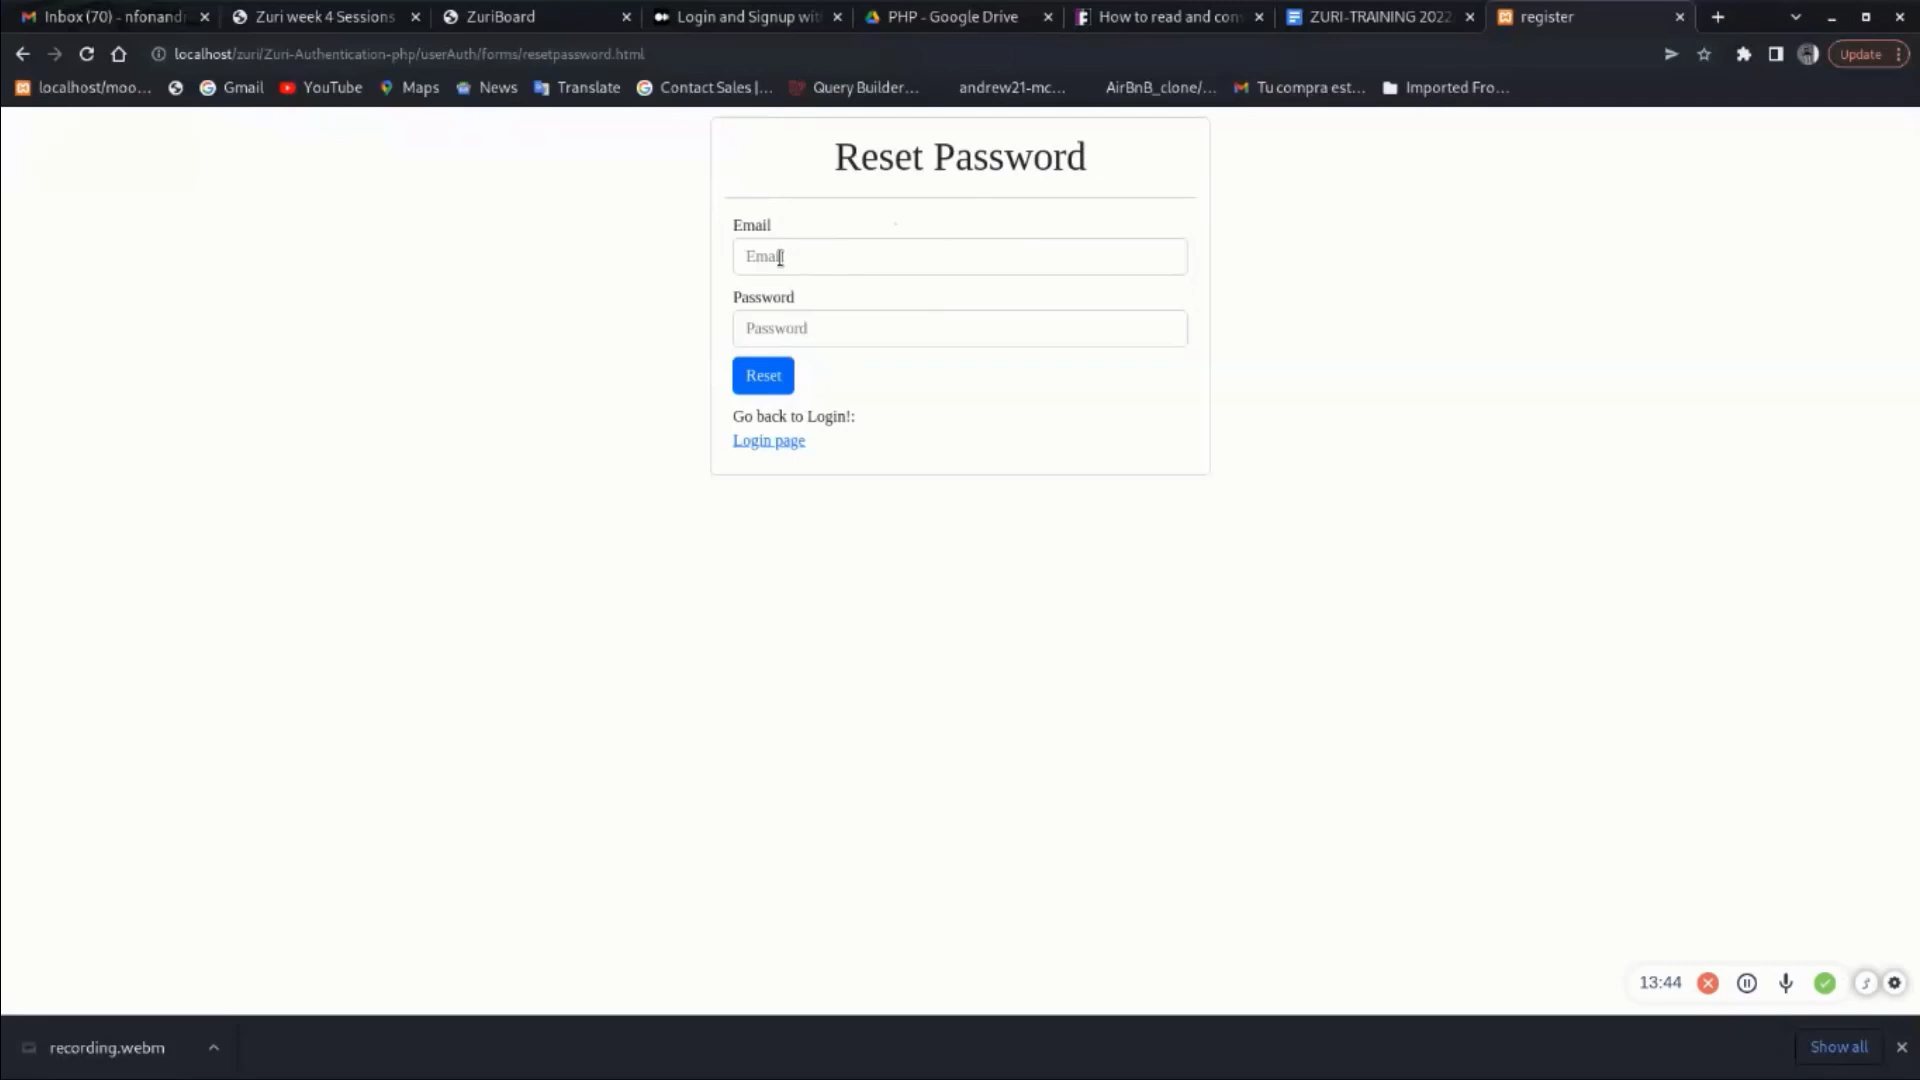 Inbox (70) - nfonandr
Zuri week 4 Sessions
ZuriBoard
Login and Signup wit
PHP - Google Drive
How to read and con
ZURI-TRAINING 2022
register
localhost/zuri/Zuri-Authentication-php/userAuth/forms/resetpassword.html
Update
localhost/moo...
Gmail
YouTube
Maps
News
Translate
Contact Sales |...
Query Builder...
andrew21-mc...
AirBnB_clone/...
Tu compra est...
Imported Fro...
Reset Password
Email
Email
Password
Password
Reset
Go back to Login!:
Login page
13:44
recording.webm
Show all